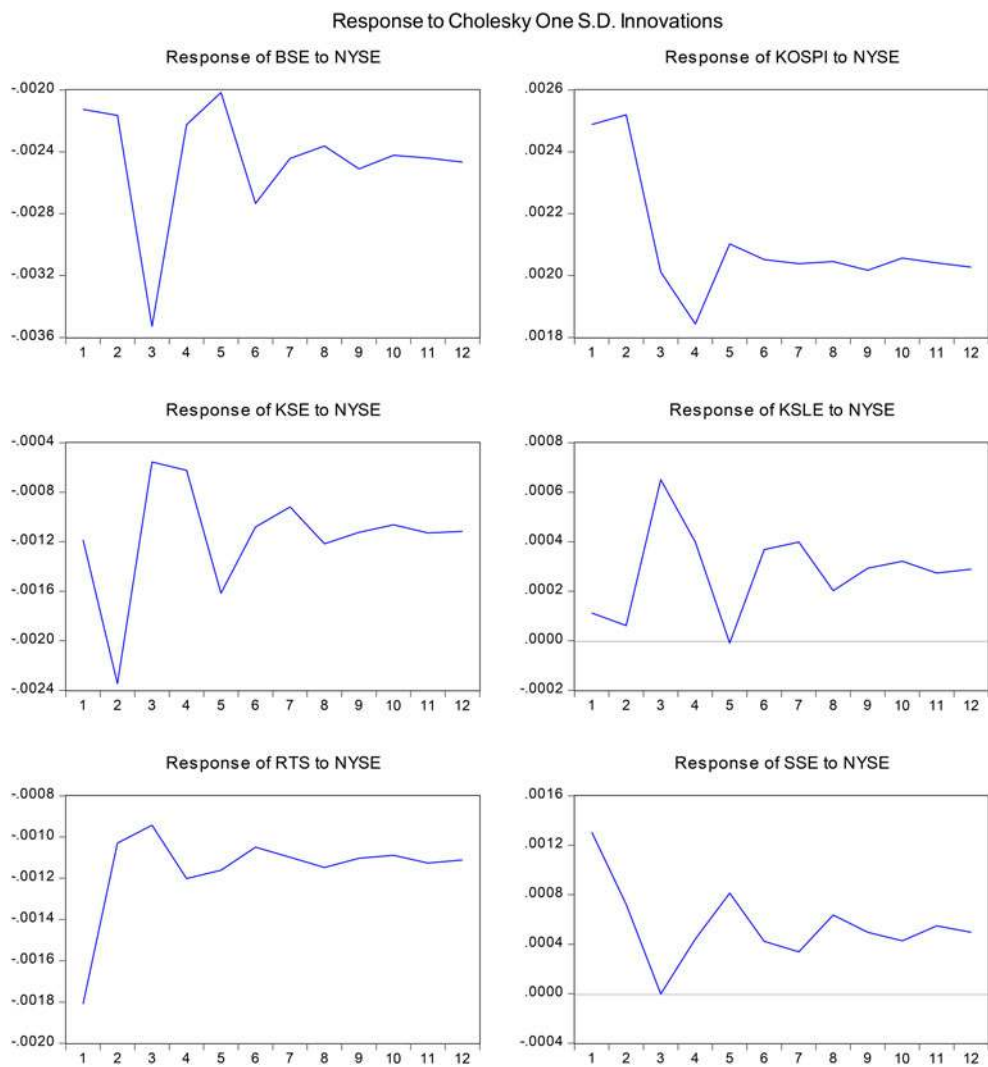 Response to Cholesky One S.D. Innovations
Response of BSE to NYSE
-.0020
-.0024
-.0028
-.0032
-.0036
1 2 3 4 5 6 7 8 9 10 11 12
Response of KOSPI to NYSE
.0026
.0024
.0022
.0020
.0018
1 2 3 4 5 6 7 8 9 10 11 12
Response of KSE to NYSE
-.0004
-.0008
-.0012
-.0016
-.0020
-.0024
1 2 3 4 5 6 7 8 9 10 11 12
Response of KSLE to NYSE
.0008
.0006
.0004
.0002
.0000
-.0002
1 2 3 4 5 6 7 8 9 10 11 12
Response of RTS to NYSE
-.0008
-.0010
-.0012
-.0014
-.0016
-.0018
-.0020
1 2 3 4 5 6 7 8 9 10 11 12
Response of SSE to NYSE
.0016
.0012
.0008
.0004
.0000
-.0004
1 2 3 4 5 6 7 8 9 10 11 12